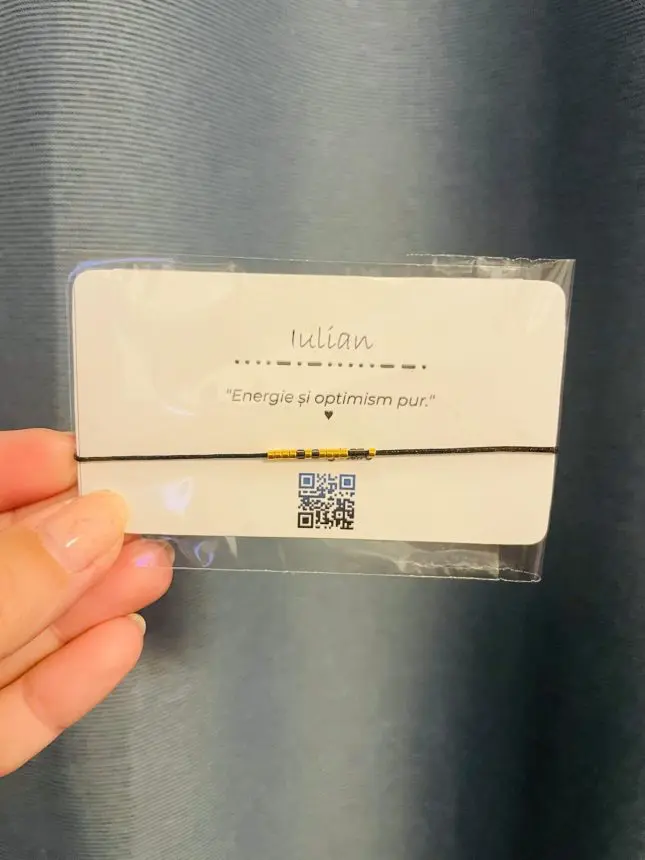 Iulian
"Energie și optimism pur."
♥